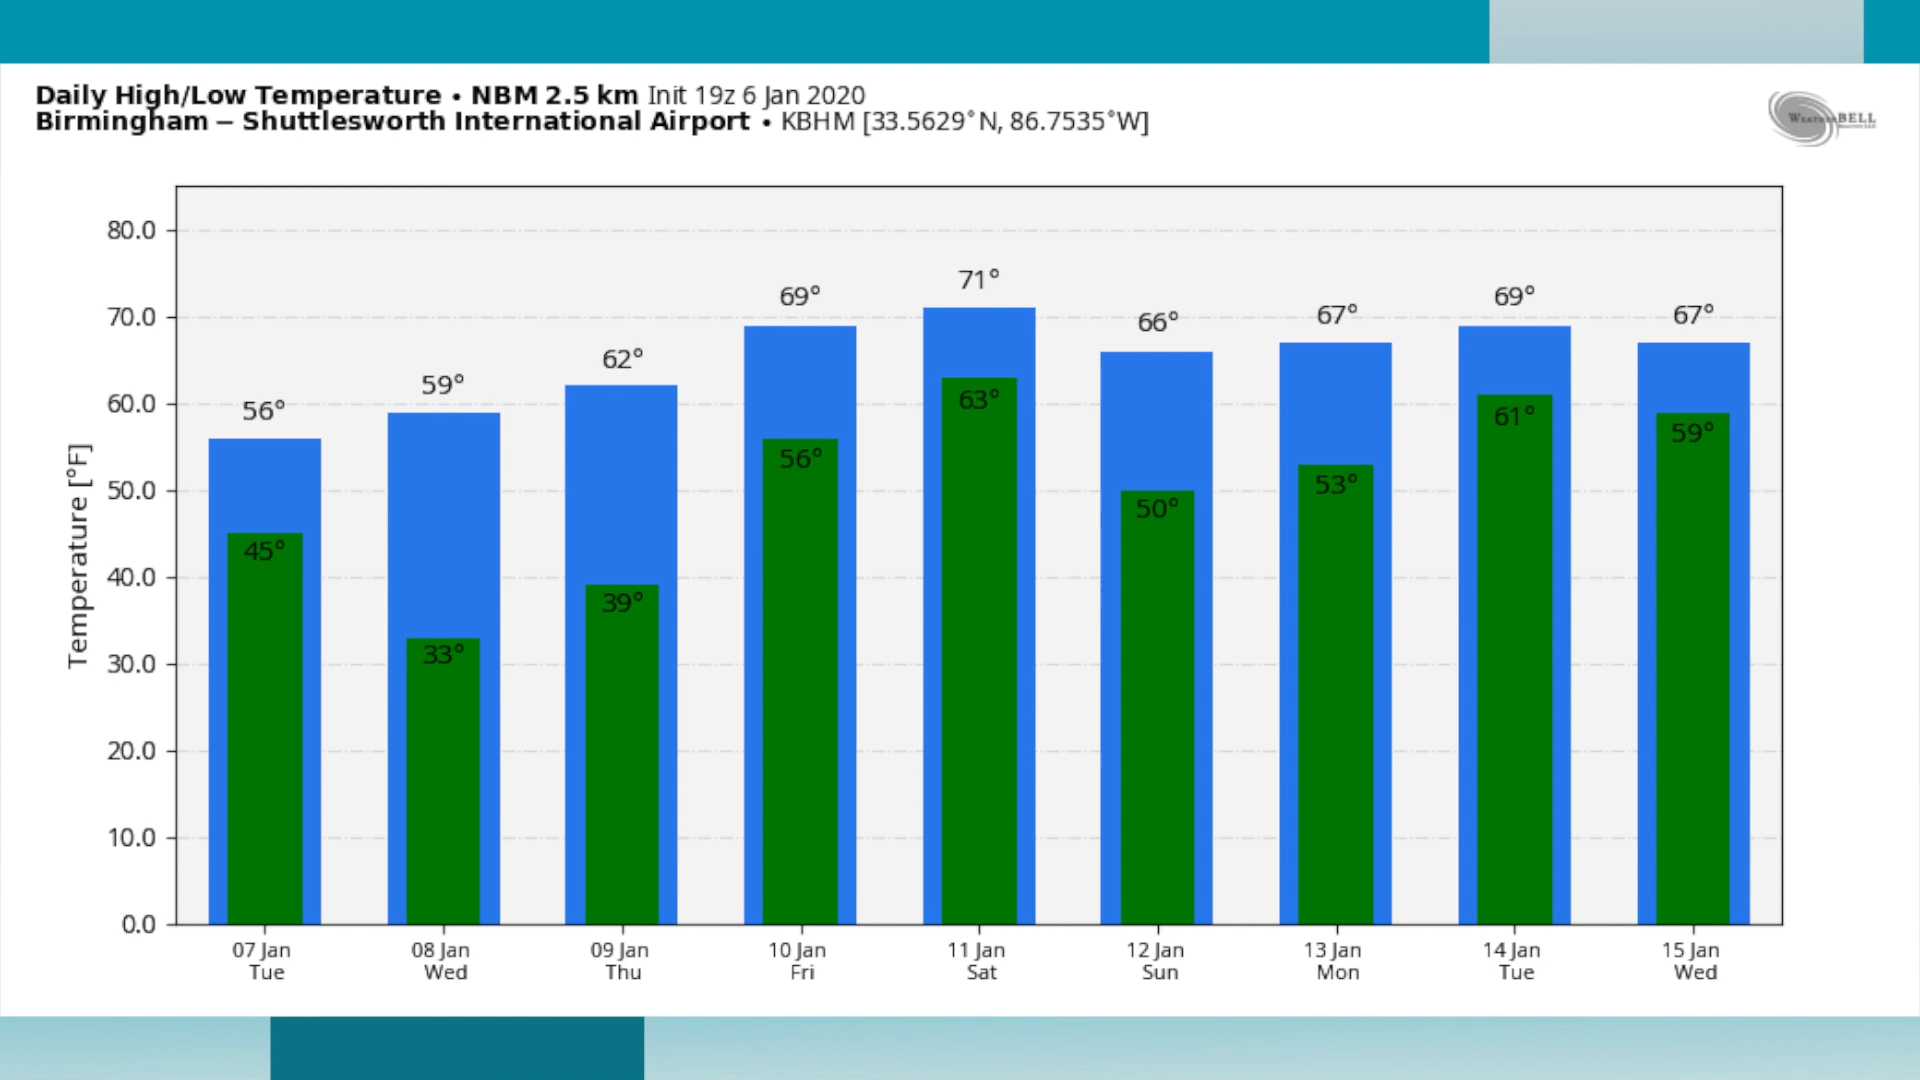 Daily High/Low Temperature • NBM 2.5 km Init 19z 6 Jan 2020
Birmingham – Shuttlesworth International Airport • KBHM [33.5629°N, 86.7535°W]
WeatherBELL
Temperature [°F]
80.0
70.0
60.0
50.0
40.0
30.0
20.0
10.0
0.0
56°
59°
62°
69°
71°
66°
67°
69°
67°
45°
33°
39°
56°
63°
50°
53°
61°
59°
07 Jan
Tue
08 Jan
Wed
09 Jan
Thu
10 Jan
Fri
11 Jan
Sat
12 Jan
Sun
13 Jan
Mon
14 Jan
Tue
15 Jan
Wed